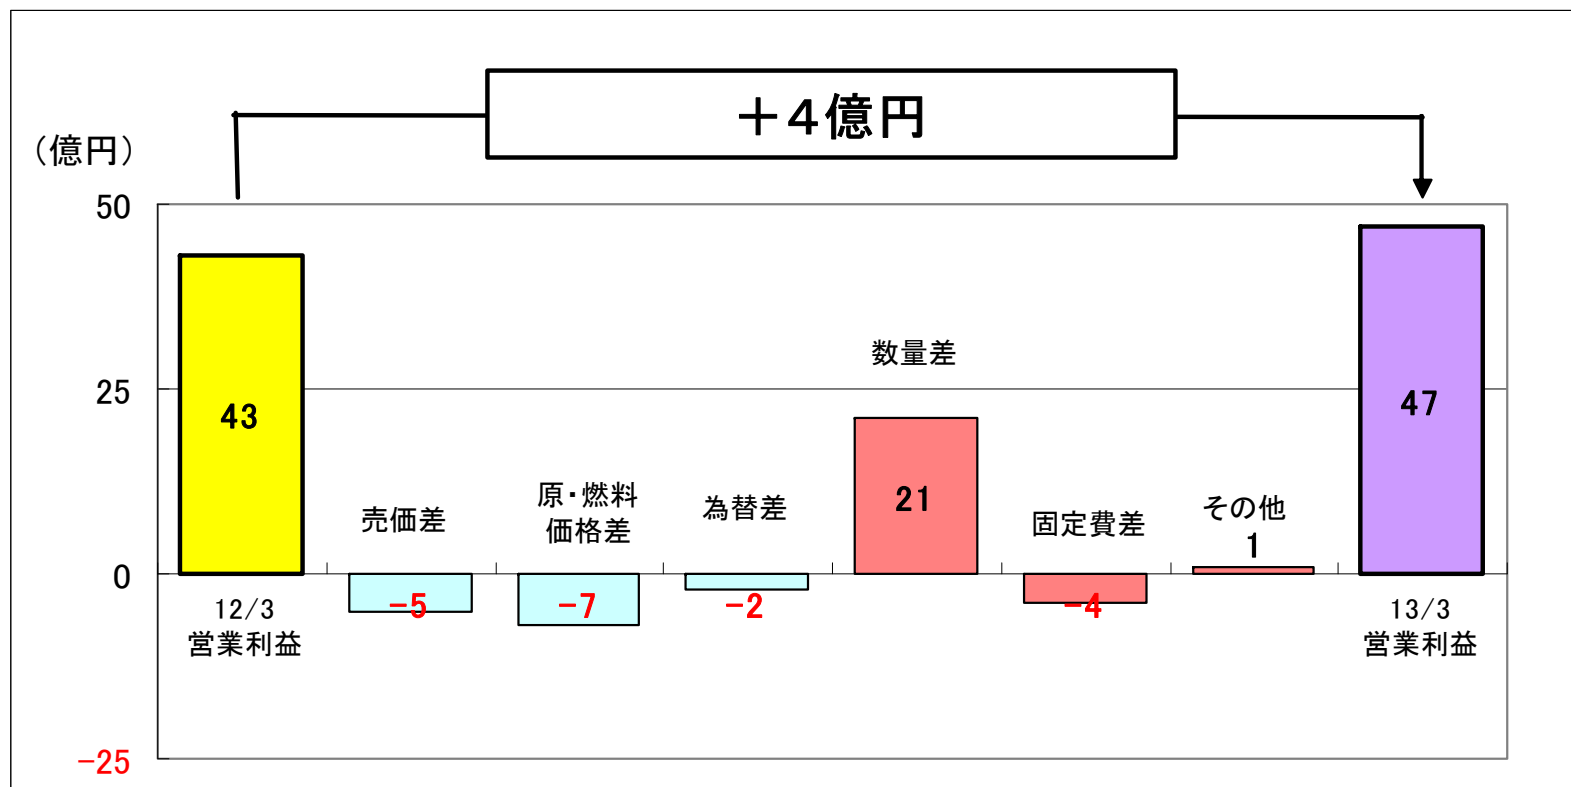 ＋4億円
（億円）
50
25
0
-25
43
売価差
-5
原・燃料
価格差
-7
為替差
-2
数量差
21
固定費差
-4
その他
1
47
12/3
営業利益
13/3
営業利益